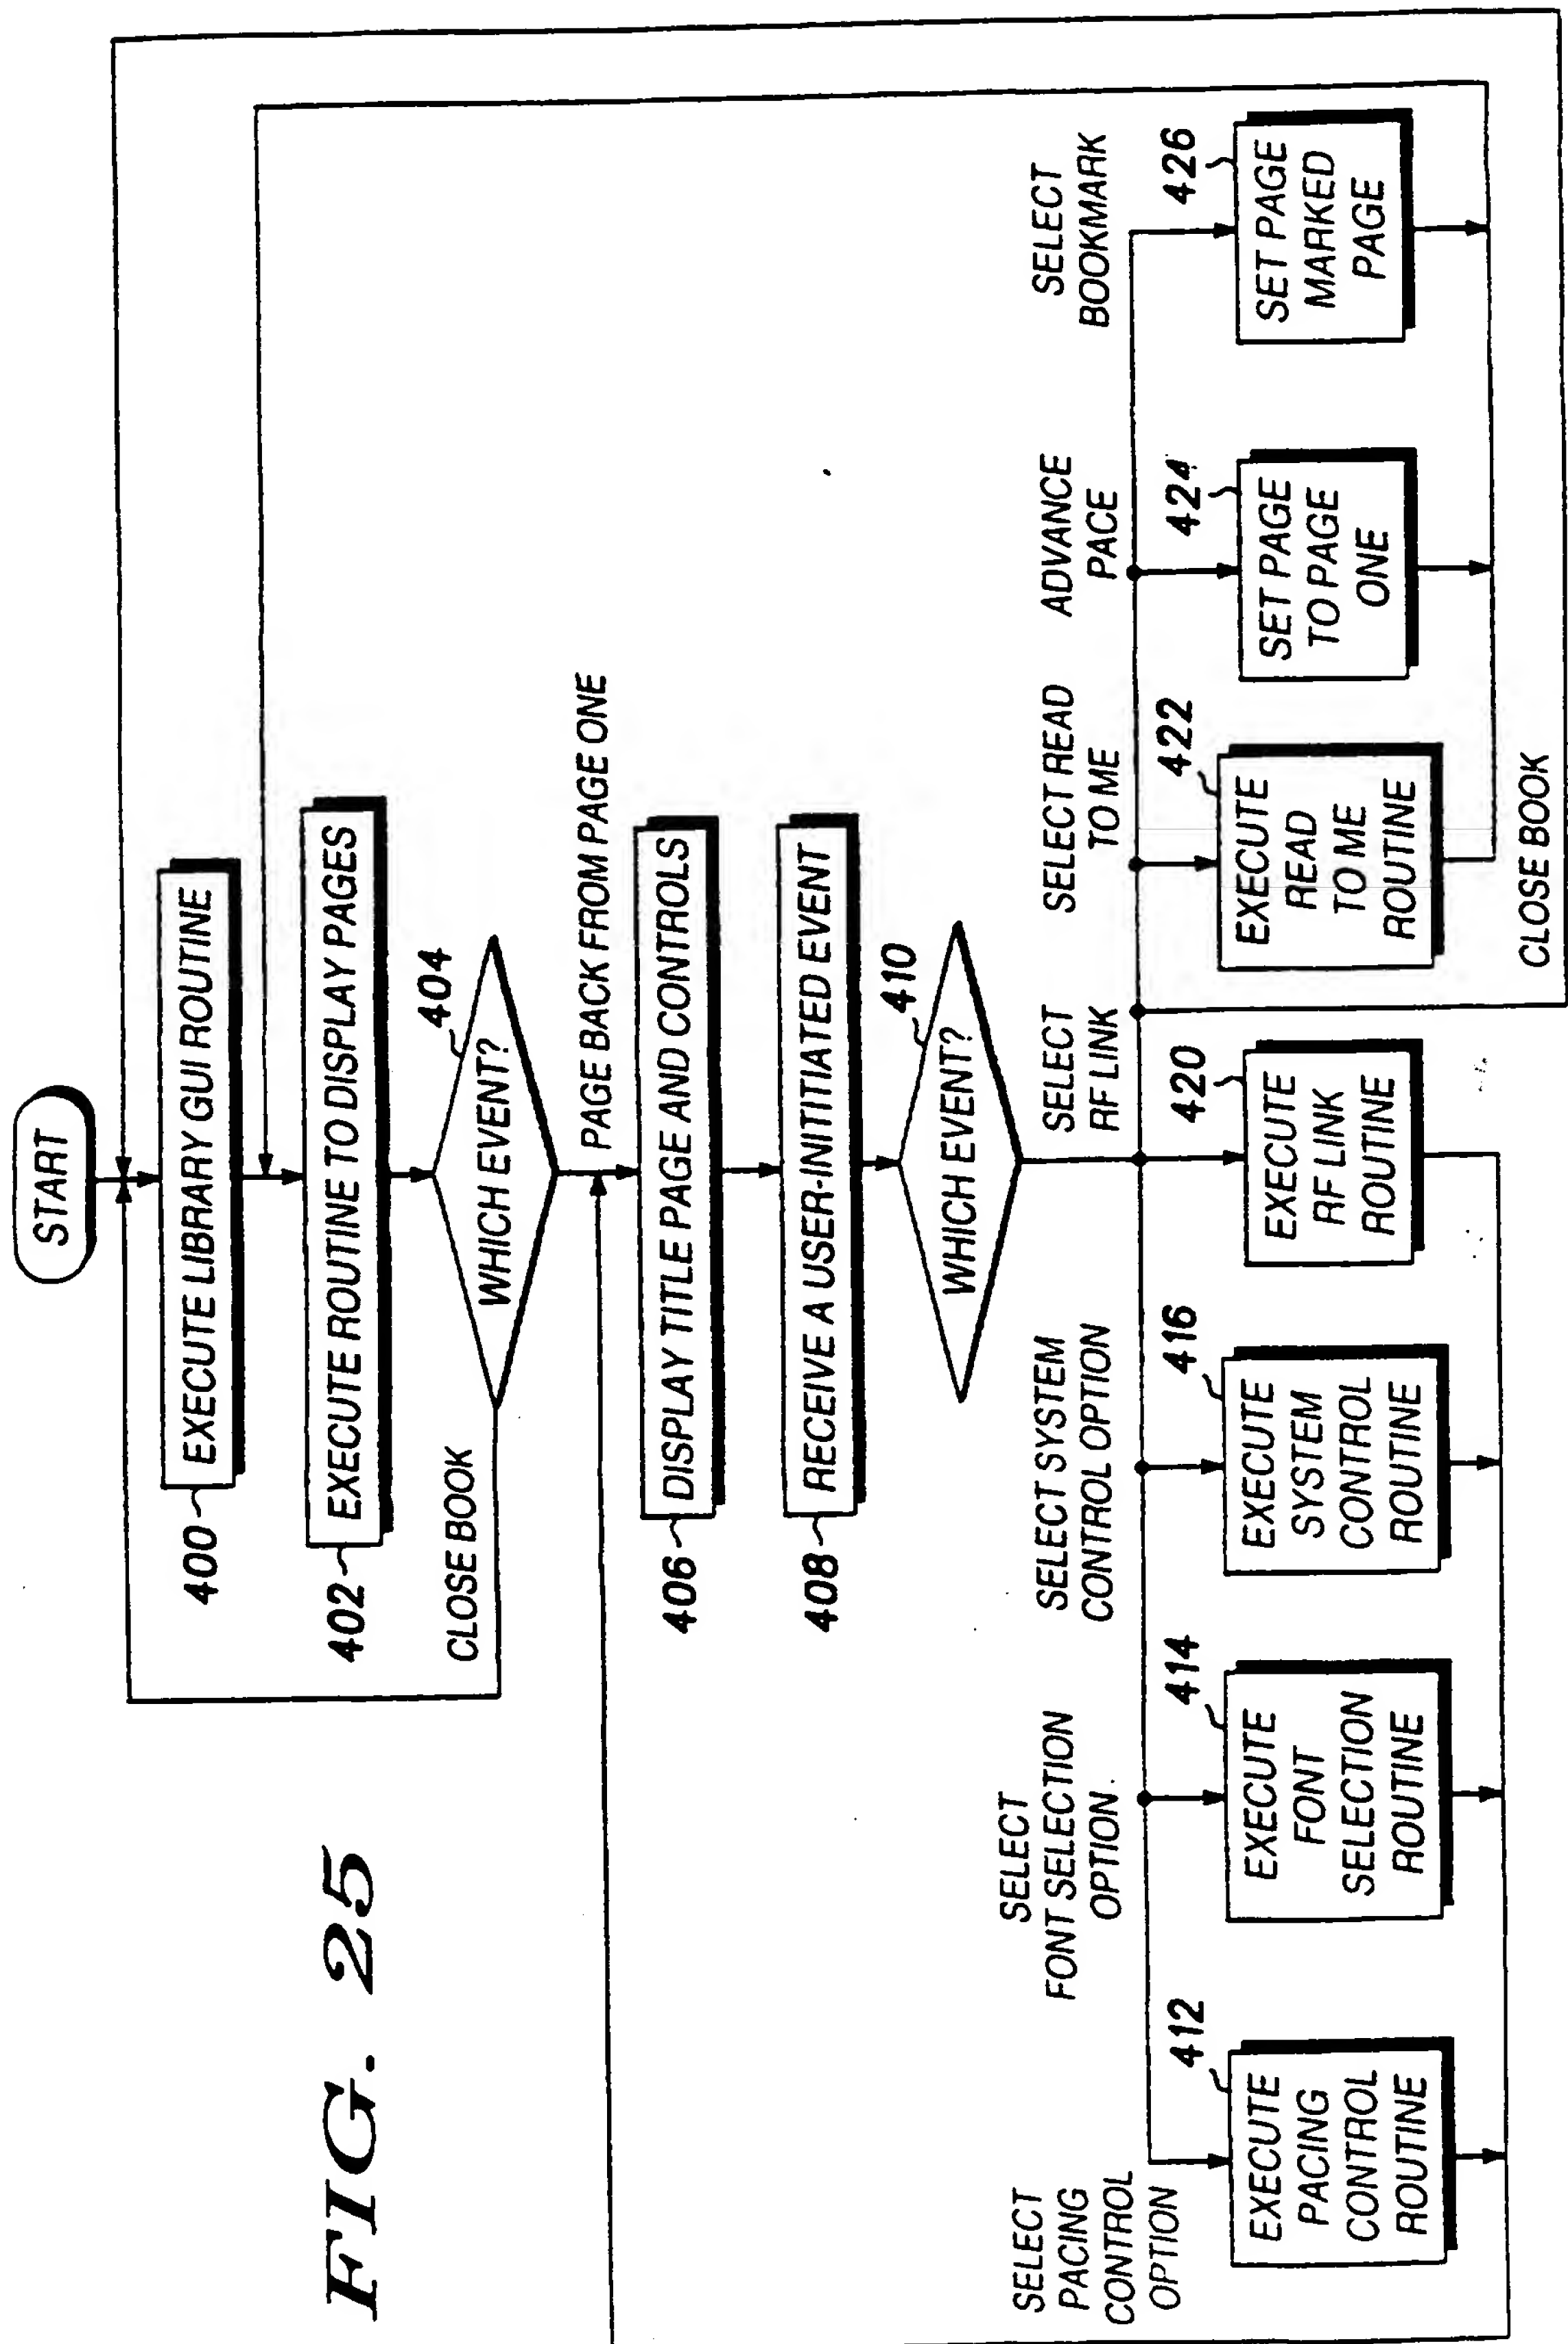 START
400
EXECUTE LIBRARY GUI ROUTINE
402
EXECUTE ROUTINE TO DISPLAY PAGES
404
WHICH EVENT?
CLOSE BOOK
PAGE BACK FROM PAGE ONE
406
DISPLAY TITLE PAGE AND CONTROLS
408
RECEIVE A USER-INITITIATED EVENT
410
WHICH EVENT?
FIG. 25
SELECT
PACING
CONTROL
OPTION
412
EXECUTE
PACING
CONTROL
ROUTINE
SELECT
FONT SELECTION
OPTION
414
EXECUTE
FONT
SELECTION
ROUTINE
SELECT SYSTEM
CONTROL OPTION
416
EXECUTE
SYSTEM
CONTROL
ROUTINE
SELECT
RF LINK
420
EXECUTE
RF LINK
ROUTINE
SELECT READ
TO ME
422
EXECUTE
READ
TO ME
ROUTINE
ADVANCE
PACE
424
SET PAGE
TO PAGE
ONE
SELECT
BOOKMARK
426
SET PAGE
MARKED
PAGE
CLOSE BOOK